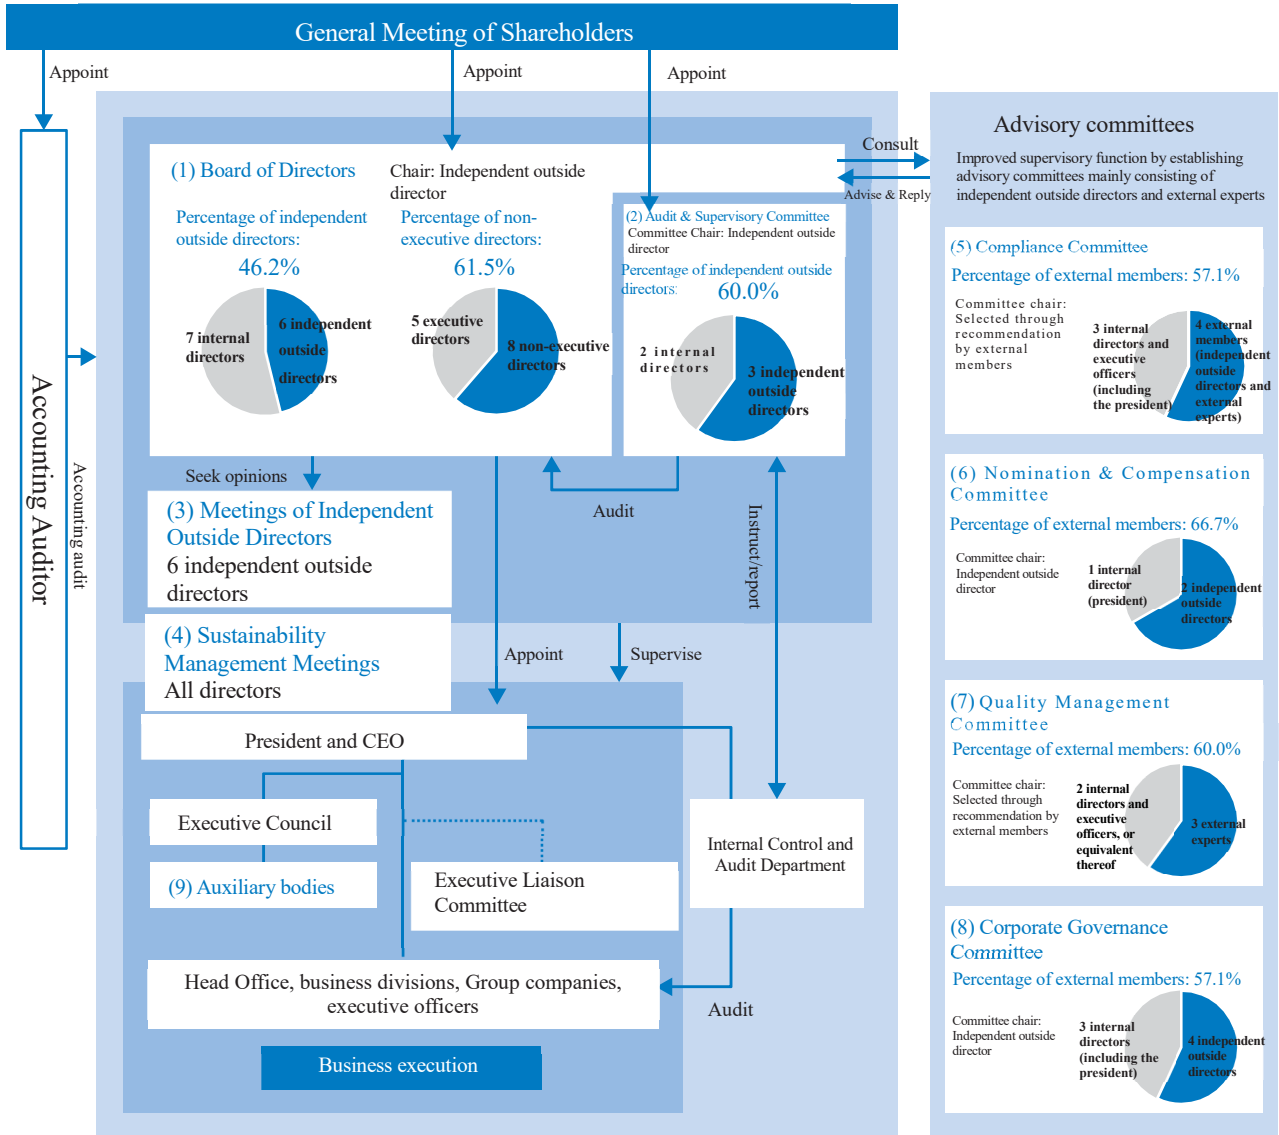 General Meeting of Shareholders
Appoint
Appoint
Appoint
Accounting Auditor
Accounting audit
(1) Board of Directors
Chair: Independent outside
director
Percentage of independent
outside directors:
46.2%
7 internal
directors
6 independent
outside
directors
Percentage of non-
executive directors:
61.5%
5 executive
directors
8 non-executive
directors
(2) Audit & Supervisory Committee
Committee Chair: Independent outside
director
Percentage of independent outside
directors:
60.0%
2 internal
directors
3 independent
outside
directors
Consult
Advise & Reply
Seek opinions
Audit
Instruct/report
(3) Meetings of Independent
Outside Directors
6 independent outside
directors
(4) Sustainability
Management Meetings
All directors
Appoint
Supervise
President and CEO
Executive Council
(9) Auxiliary bodies
Executive Liaison
Committee
Internal Control and
Audit Department
Head Office, business divisions, Group companies,
executive officers
Audit
Business execution
Advisory committees
Improved supervisory function by establishing
advisory committees mainly consisting of
independent outside directors and external experts
(5) Compliance Committee
Percentage of external members: 57.1%
Committee chair:
Selected through
recommendation
by external
members
3 internal
directors and
executive
officers
(including
the president)
4 external
members
(independent
outside
directors and
external
experts)
(6) Nomination & Compensation
Committee
Percentage of external members: 66.7%
Committee chair:
Independent outside
director
1 internal
director
(president)
2 independent
outside
directors
(7) Quality Management
Committee
Percentage of external members: 60.0%
Committee chair:
Selected through
recommendation by
external members
2 internal
directors and
executive
officers, or
equivalent
thereof
3 external
experts
(8) Corporate Governance
Committee
Percentage of external members: 57.1%
Committee chair:
Independent outside
director
3 internal
directors
(including the
president)
4 independent
outside
directors